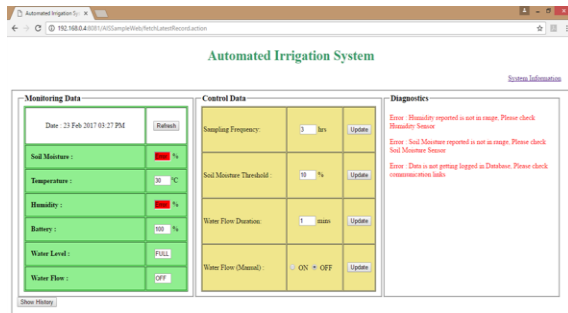 Automated Irrigation Sys
192.168.0.4:8081/AISSampleWeb/fetchLatestRecord.action
Automated Irrigation System
System Information
Monitoring Data
Date : 23 Feb 2017 03:27 PM
Refresh
Soil Moisture :
Error %
Temperature :
30 °C
Humidity :
Error %
Battery :
100 %
Water Level :
FULL
Water Flow :
OFF
Show History
Control Data
Sampling Frequency:
3 hrs
Update
Soil Moisture Threshold :
10 %
Update
Water Flow Duration:
1 mins
Update
Water Flow (Manual) :
ON OFF
Update
Diagnostics
Error : Humidity reported is not in range, Please check
Humidity Sensor
Error : Soil Moisture reported is not in range, Please check
Soil Moisture Sensor
Error : Data is not getting logged in Database, Please check
communication links